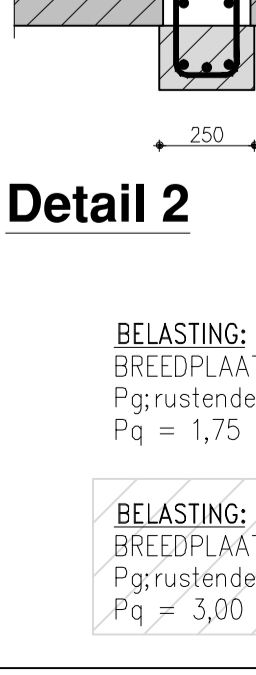 250
Detail 2
BELASTING:
BREEDPLAAT
Pg;rustende
Pq = 1,75
BELASTING:
BREEDPLAAT
Pg;rustende
Pq = 3,00